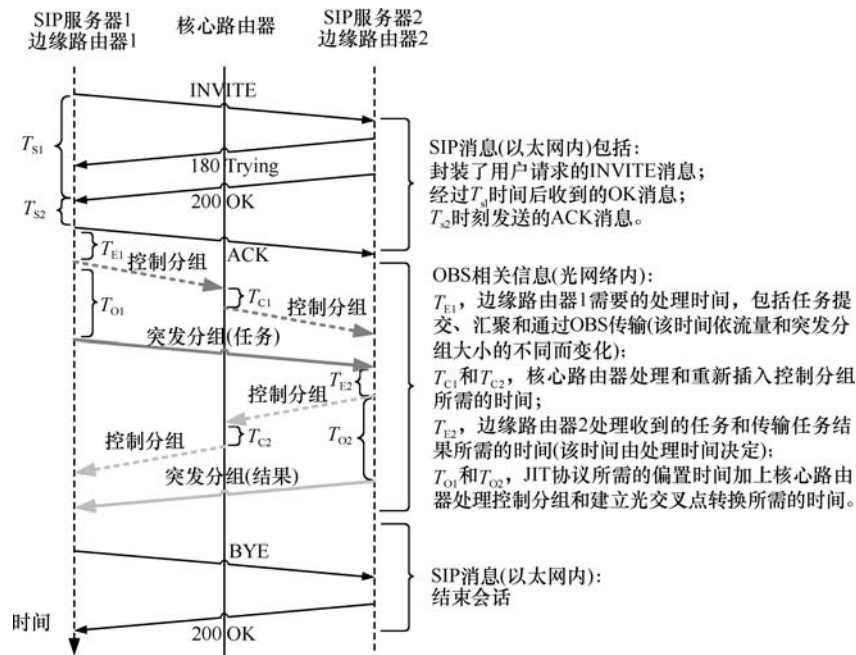 SIP服务器1
边缘路由器1
核心路由器
SIP服务器2
边缘路由器2
INVITE
T_S1
180 Trying
200 OK
T_S2
ACK
SIP消息(以太网内)包括:
封装了用户请求的INVITE消息;
经过T_sl时间后收到的OK消息;
T_s2时刻发送的ACK消息。
T_E1
控制分组
T_C1
控制分组
T_O1
突发分组(任务)
T_E2
控制分组
控制分组
T_C2
T_O2
突发分组(结果)
OBS相关信息(光网络内):
T_E1，边缘路由器1需要的处理时间，包括任务提
交、汇聚和通过OBS传输(该时间依流量和突发分
组大小的不同而变化);
T_C1和T_C2，核心路由器处理和重新插入控制分组
所需的时间;
T_E2，边缘路由器2处理收到的任务和传输任务结
果所需的时间(该时间由处理时间决定);
T_O1和T_O2，JIT协议所需的偏置时间加上核心路由
器处理控制分组和建立光交叉点转换所需的时间。
BYE
SIP消息(以太网内):
结束会话
200 OK
时间